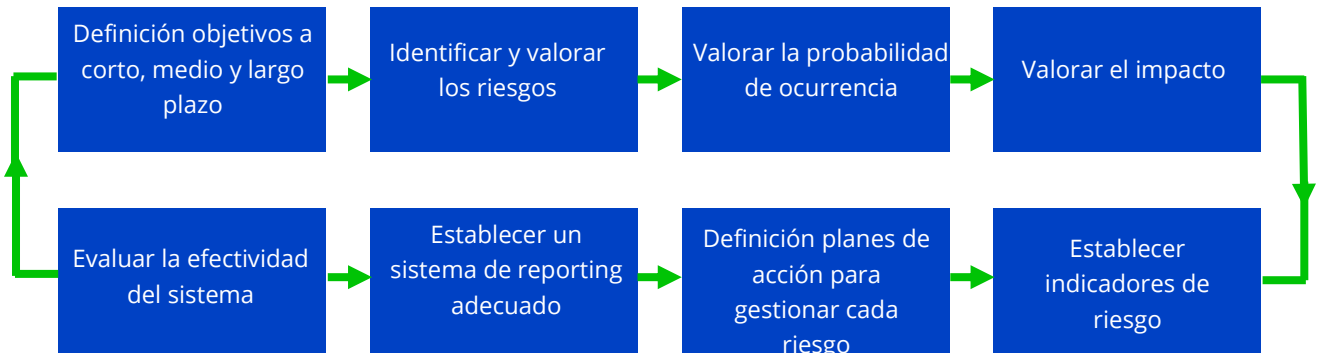 Definición objetivos a
corto, medio y largo
plazo
Identificar y valorar
los riesgos
Valorar la probabilidad
de ocurrencia
Valorar el impacto
Evaluar la efectividad
del sistema
Establecer un
sistema de reporting
adecuado
Definición planes de
acción para
gestionar cada
riesgo
Establecer
indicadores de
riesgo